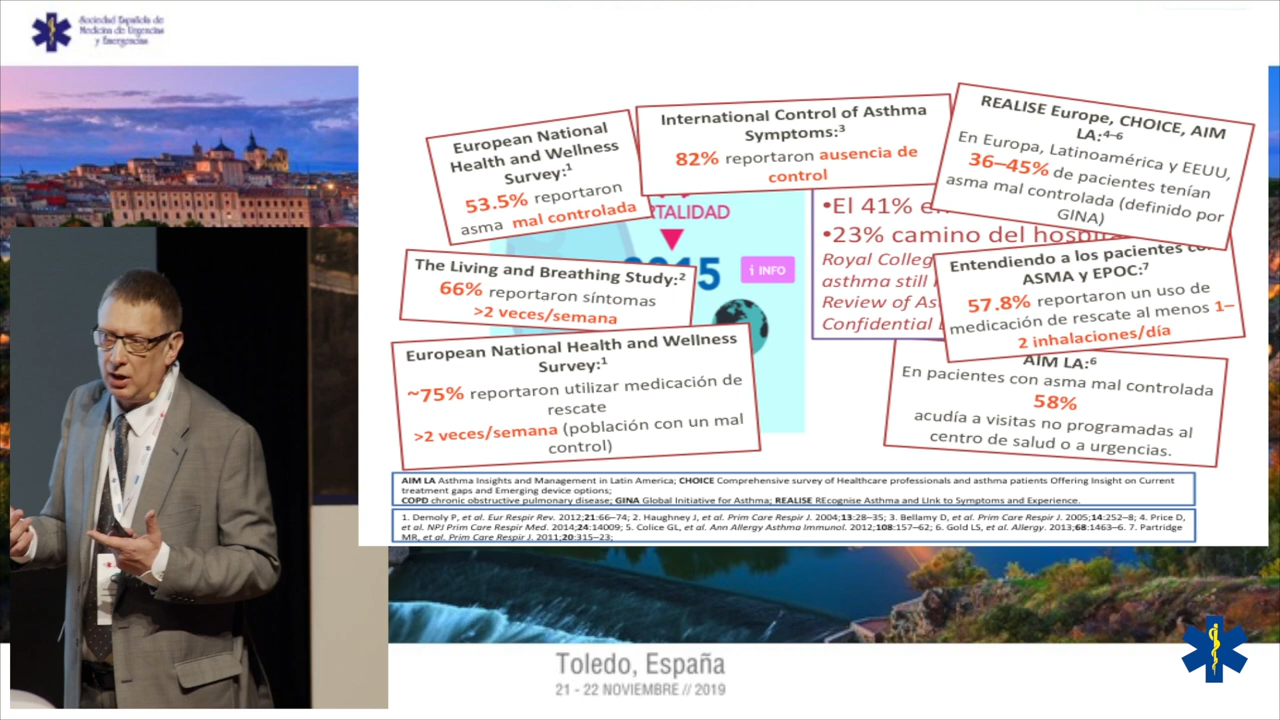 Sociedad Española de
Medicina de Urgencias
y Emergencias
European National
Health and Wellness
Survey:1
53.5% reportaron
asma mal controlada
International Control of Asthma
Symptoms:3
82% reportaron ausencia de
control
REALISE Europe, CHOICE, AIM
LA:4–6
En Europa, Latinoamérica y EEUU,
36–45% de pacientes tenían
asma mal controlada (definido por
GINA)
RTALIDAD
15
i INFO
•El 41% e
•23% camino del hospi
Royal Colleg
asthma still
Review of As
Confidential
The Living and Breathing Study:2
66% reportaron síntomas
>2 veces/semana
Entendiendo a los pacientes co
ASMA y EPOC:7
57.8% reportaron un uso de
medicación de rescate al menos 1–
2 inhalaciones/día
European National Health and Wellness
Survey:1
~75% reportaron utilizar medicación de
rescate
>2 veces/semana (población con un mal
control)
AIM LA:6
En pacientes con asma mal controlada
58%
acudía a visitas no programadas al
centro de salud o a urgencias.
AIM LA Asthma Insights and Management in Latin America; CHOICE Comprehensive survey of Healthcare professionals and asthma patients Offering Insight on Current
treatment gaps and Emerging device options;
COPD chronic obstructive pulmonary disease; GINA Global Initiative for Asthma; REALISE REcognise Asthma and LInk to Symptoms and Experience.
1. Demoly P, et al. Eur Respir Rev. 2012;21:66–74; 2. Haughney J, et al. Prim Care Respir J. 2004;13:28–35; 3. Bellamy D, et al. Prim Care Respir J. 2005;14:252–8; 4. Price D,
et al. NPJ Prim Care Respir Med. 2014;24:14009; 5. Colice GL, et al. Ann Allergy Asthma Immunol. 2012;108:157–62; 6. Gold LS, et al. Allergy. 2013;68:1463–6. 7. Partridge
MR, et al. Prim Care Respir J. 2011;20:315–23;
Toledo, España
21 - 22 NOVIEMBRE // 2019